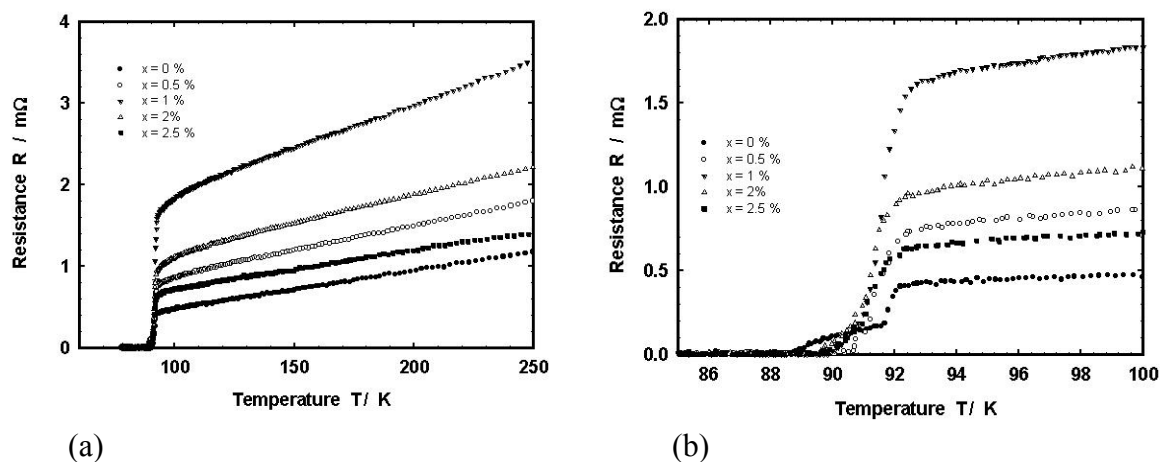 4
3
2
1
0
Resistance R / mΩ
x = 0 %
x = 0.5 %
x = 1 %
x = 2%
x = 2.5 %
100
150
200
250
Temperature T/ K
(a)
2.0
1.5
1.0
0.5
0.0
Resistance R / mΩ
x = 0 %
x = 0.5 %
x = 1 %
x = 2%
x = 2.5 %
86
88
90
92
94
96
98
100
Temperature T/ K
(b)